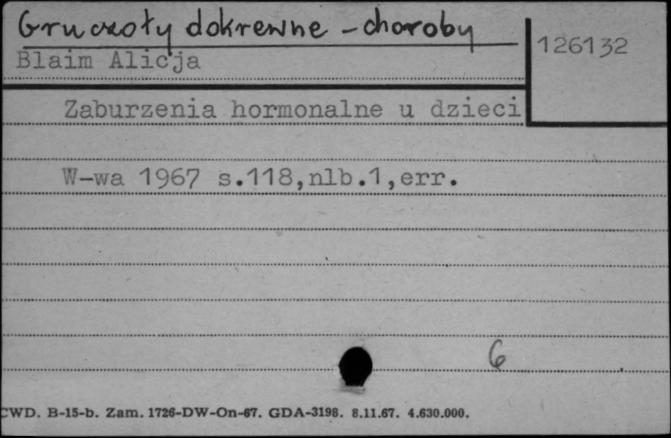 Gruczoły dokrewne - choroby
126132
Blaim Alicja
Zaburzenia hormonalne u dzieci
W-wa 1967 s.118,nlb.1,err.
6
CWD. B-15-b. Zam. 1726-DW-On-67. GDA-3198. 8.11.67. 4.630.000.